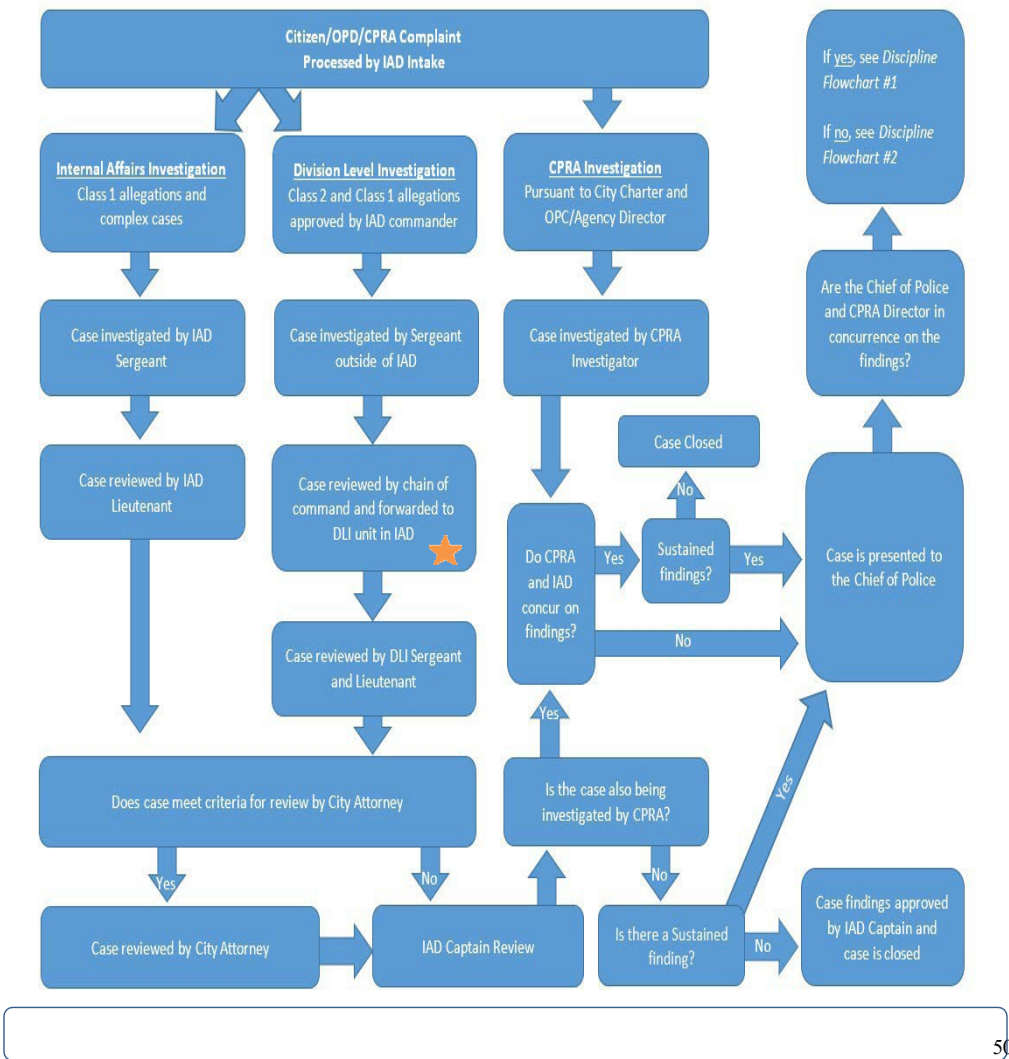 Citizen/OPD/CPRA Complaint
Processed by IAD Intake
If yes, see Discipline
Flowchart #1
If no, see Discipline
Flowchart #2
Internal Affairs Investigation
Class 1 allegations and
complex cases
Division Level Investigation
Class 2 and Class 1 allegations
approved by IAD commander
CPRA Investigation
Pursuant to City Charter and
OPC/Agency Director
Are the Chief of Police
and CPRA Director in
concurrence on the
findings?
Case investigated by IAD
Sergeant
Case investigated by Sergeant
outside of IAD
Case investigated by CPRA
Investigator
Case Closed
Case reviewed by IAD
Lieutenant
Case reviewed by chain of
command and forwarded to
DLI unit in IAD
No
Do CPRA
and IAD
concur on
findings?
Yes
Sustained
findings?
Yes
Case is presented to
the Chief of Police
No
Case reviewed by DLI Sergeant
and Lieutenant
Yes
Does case meet criteria for review by City Attorney
Is the case also being
investigated by CPRA?
Yes
Yes
No
No
Case reviewed by City Attorney
IAD Captain Review
Is there a Sustained
finding?
No
Case findings approved
by IAD Captain and
case is closed